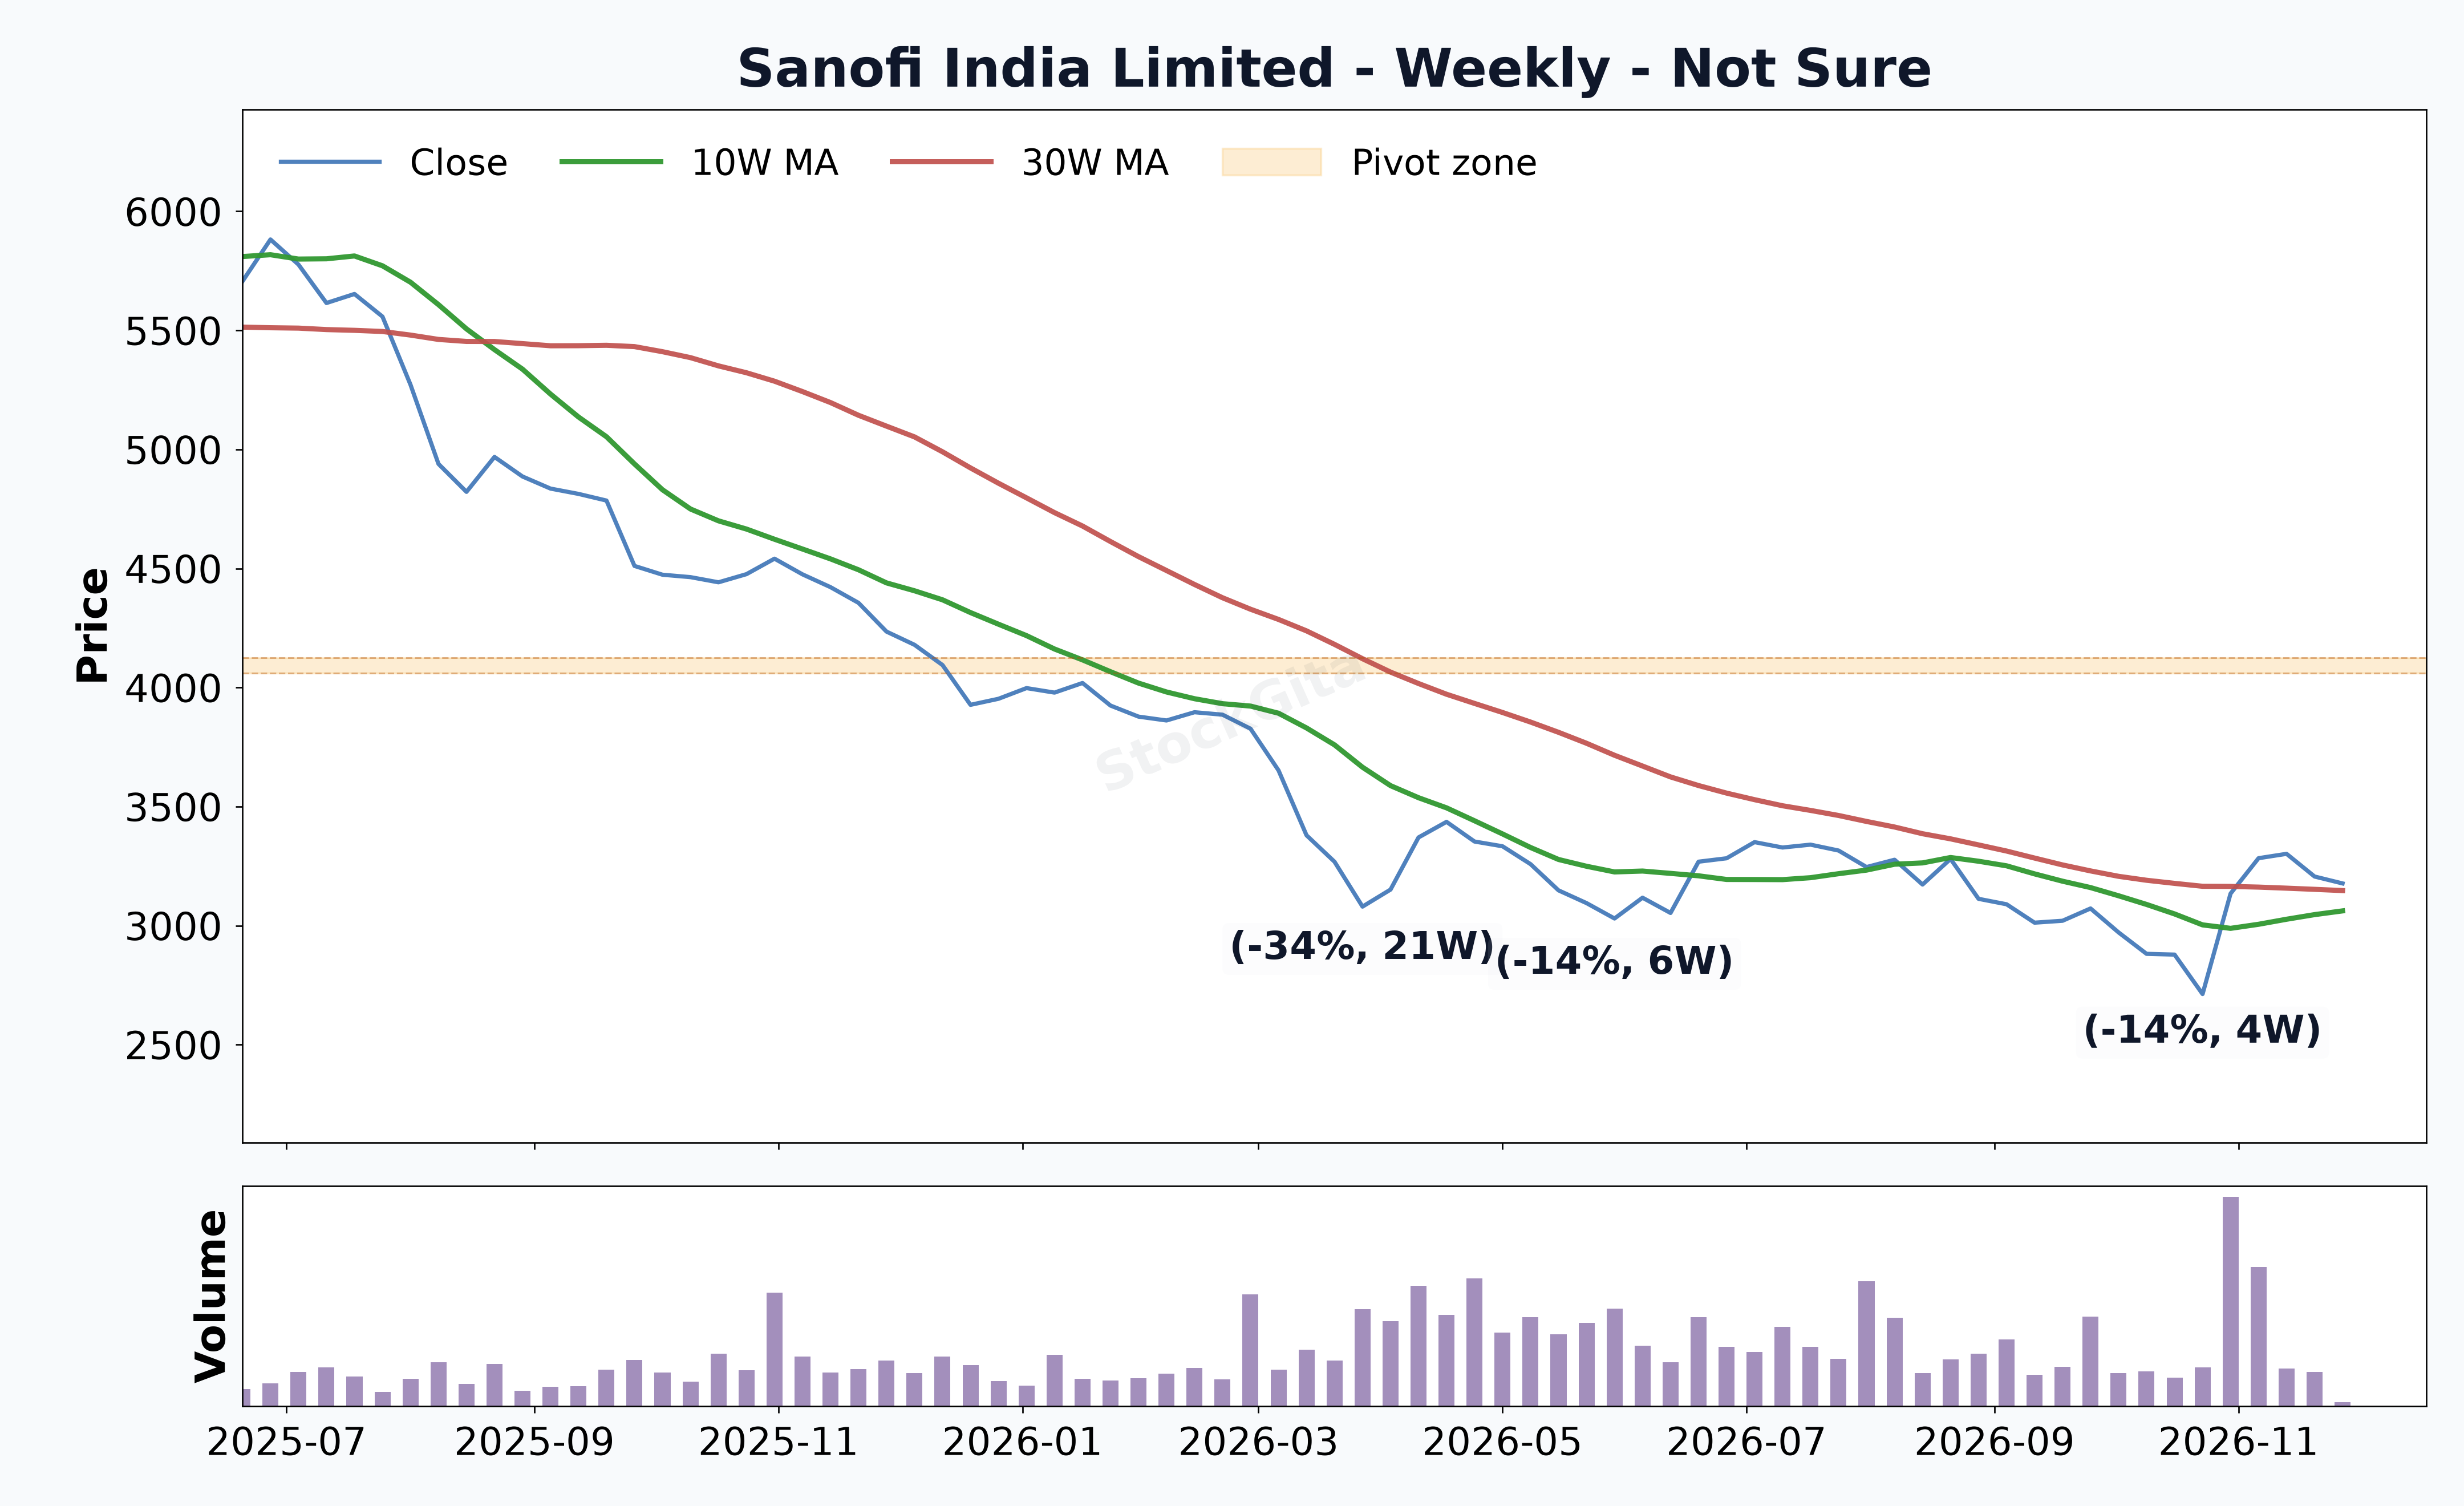 Sanofi India Limited - Weekly - Not Sure
Close 10W MA 30W MA Pivot zone
Price
6000
5500
5000
4500
4000
3500
3000
2500
StockGita
(-34%, 21W)
(-14%, 6W)
(-14%, 4W)
Volume
2025-07 2025-09 2025-11 2026-01 2026-03 2026-05 2026-07 2026-09 2026-11